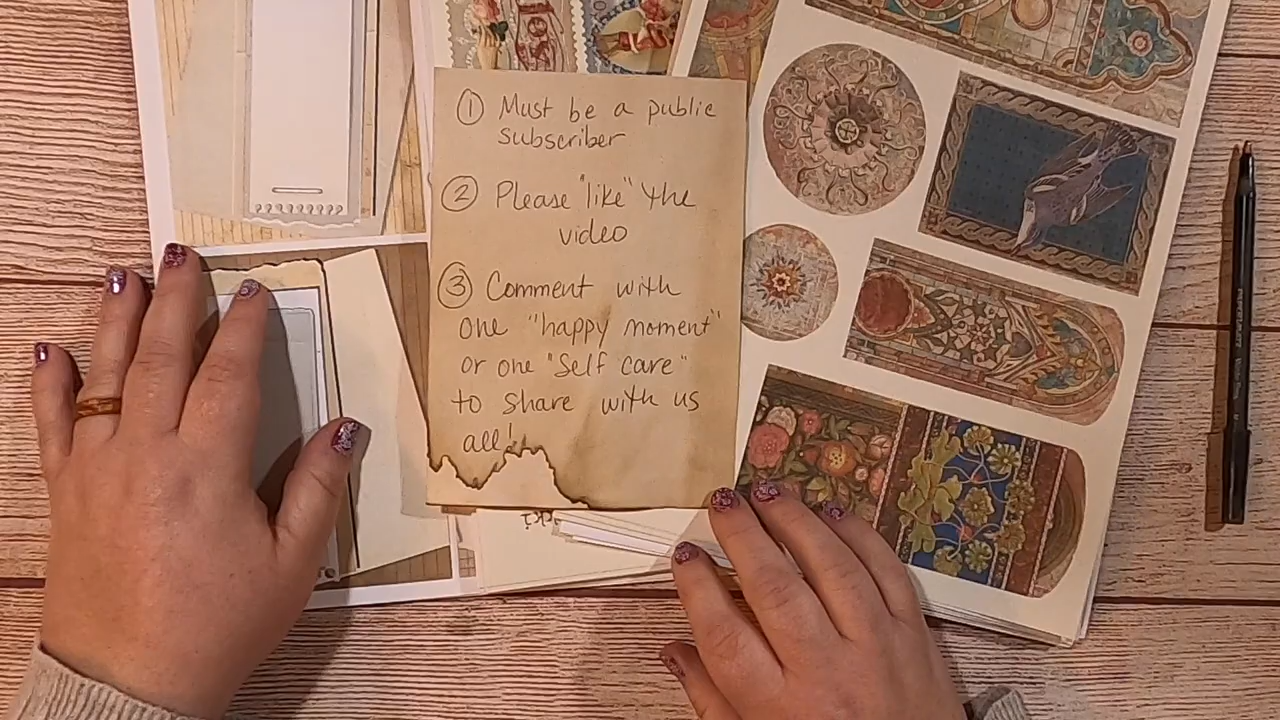 ① Must be a public
subscriber
② Please "like" the
video
③ Comment with
one "happy moment"
or one "Self care"
to share with us
all!